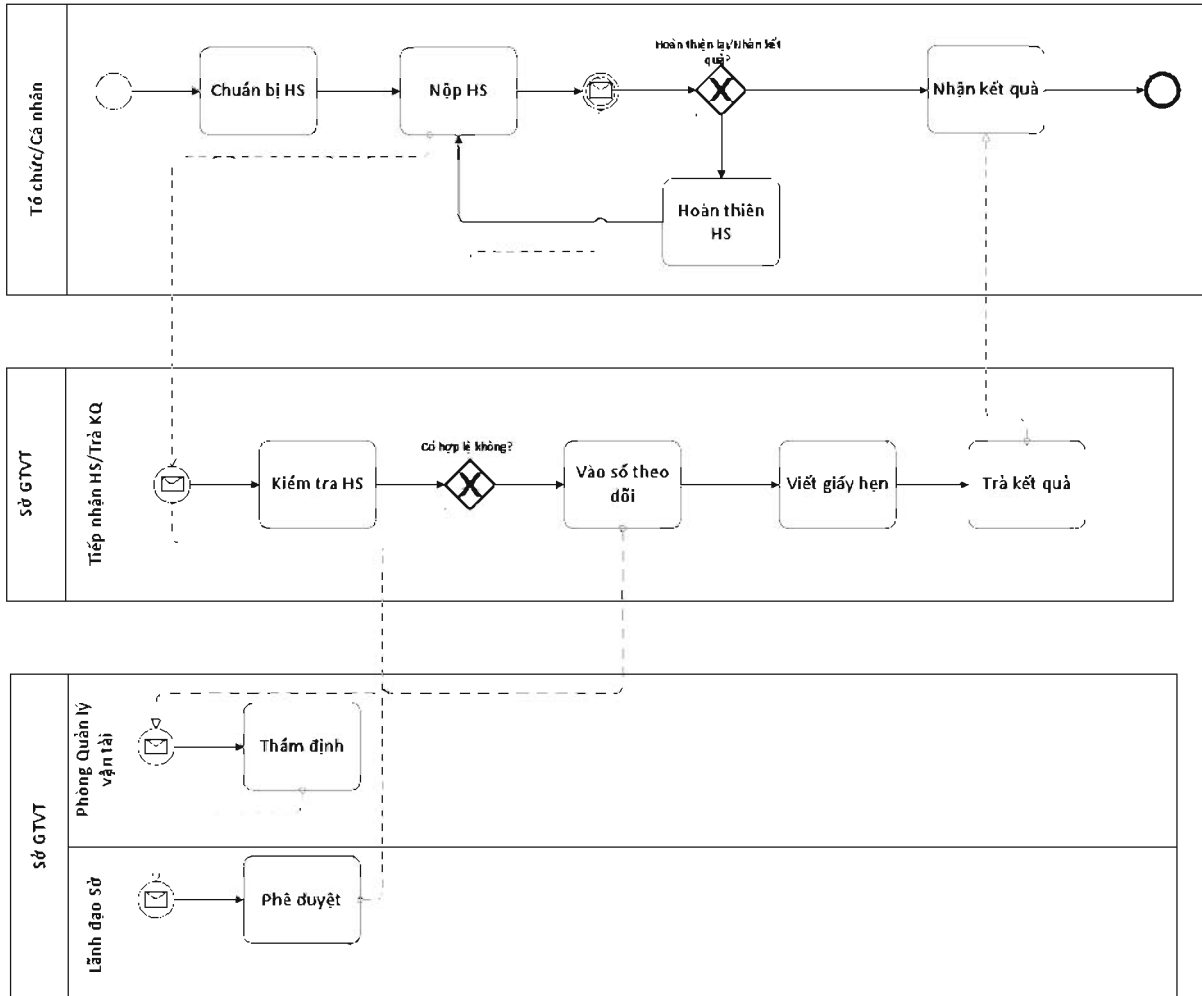 Tổ chức/Cá nhân
Chuẩn bị HS
Nộp HS
Hoàn thiện lại/Nhận kết
quả?
Nhận kết quả
Hoàn thiên
HS
Sở GTVT
Tiếp nhận HS/Trả KQ
Kiểm tra HS
Có hợp lệ không?
Vào sổ theo
dõi
Viết giấy hẹn
Trả kết quả
Sở GTVT
Phòng Quản lý
vận tải
Thẩm định
Lãnh đạo Sở
Phê duyệt